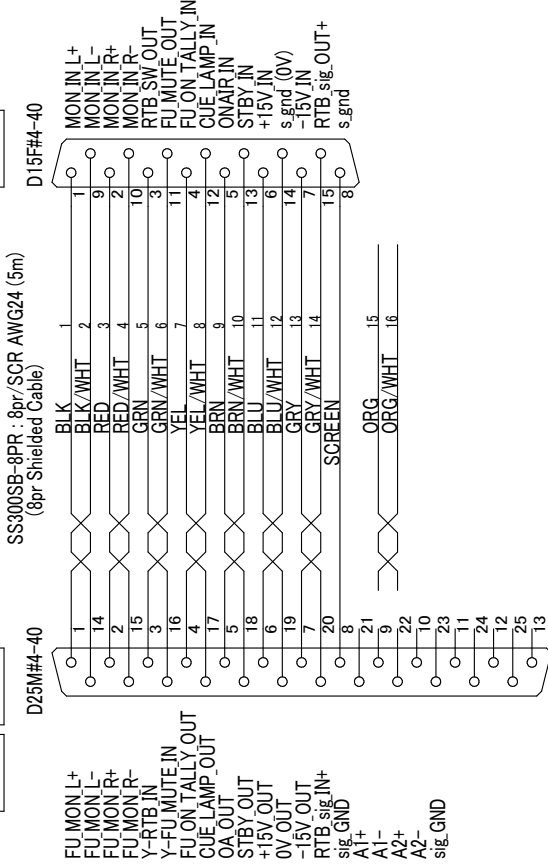 SS300SB-8PR : 8pr/SCR AWG24 (5m)
(8pr Shielded Cable)
D25M#4-40
D15F#4-40
FU_MON_L+ 1 BLK 1 1 MON_IN_L+
FU_MON_L- 14 BLK/WHT 2 9 MON_IN_L-
FU_MON_R+ 2 RED 3 2 MON_IN_R+
FU_MON_R- 15 RED/WHT 4 10 MON_IN_R-
Y-RTB_IN 3 GRN 5 3 RTB_SW_OUT
Y-FU_MUTE_IN 16 GRN/WHT 6 11 FU_MUTE_OUT
FU_ON_TALLY_OUT 4 YEL 7 4 FU_ON_TALLY_IN
CUE_LAMP_OUT 17 YEL/WHT 8 12 CUE_LAMP_IN
OA_OUT 5 BRN 9 5 ONAIR_IN
STBY_OUT 18 BRN/WHT 10 13 STBY_IN
+15V_OUT 6 BLU 11 6 +15V_IN
0V_OUT 19 BLU/WHT 12 14 s_gnd (0V)
-15V_OUT 7 GRY 13 7 -15V_IN
RTB_sig_IN+ 20 GRY/WHT 14 15 RTB_sig_OUT+
sig_GND 8 SCREEN 8 s_gnd
A1+ 21 ORG 15
A1- 9 ORG/WHT 16
A2+ 22
A2- 10
sig_GND 23
11
24
12
25
13